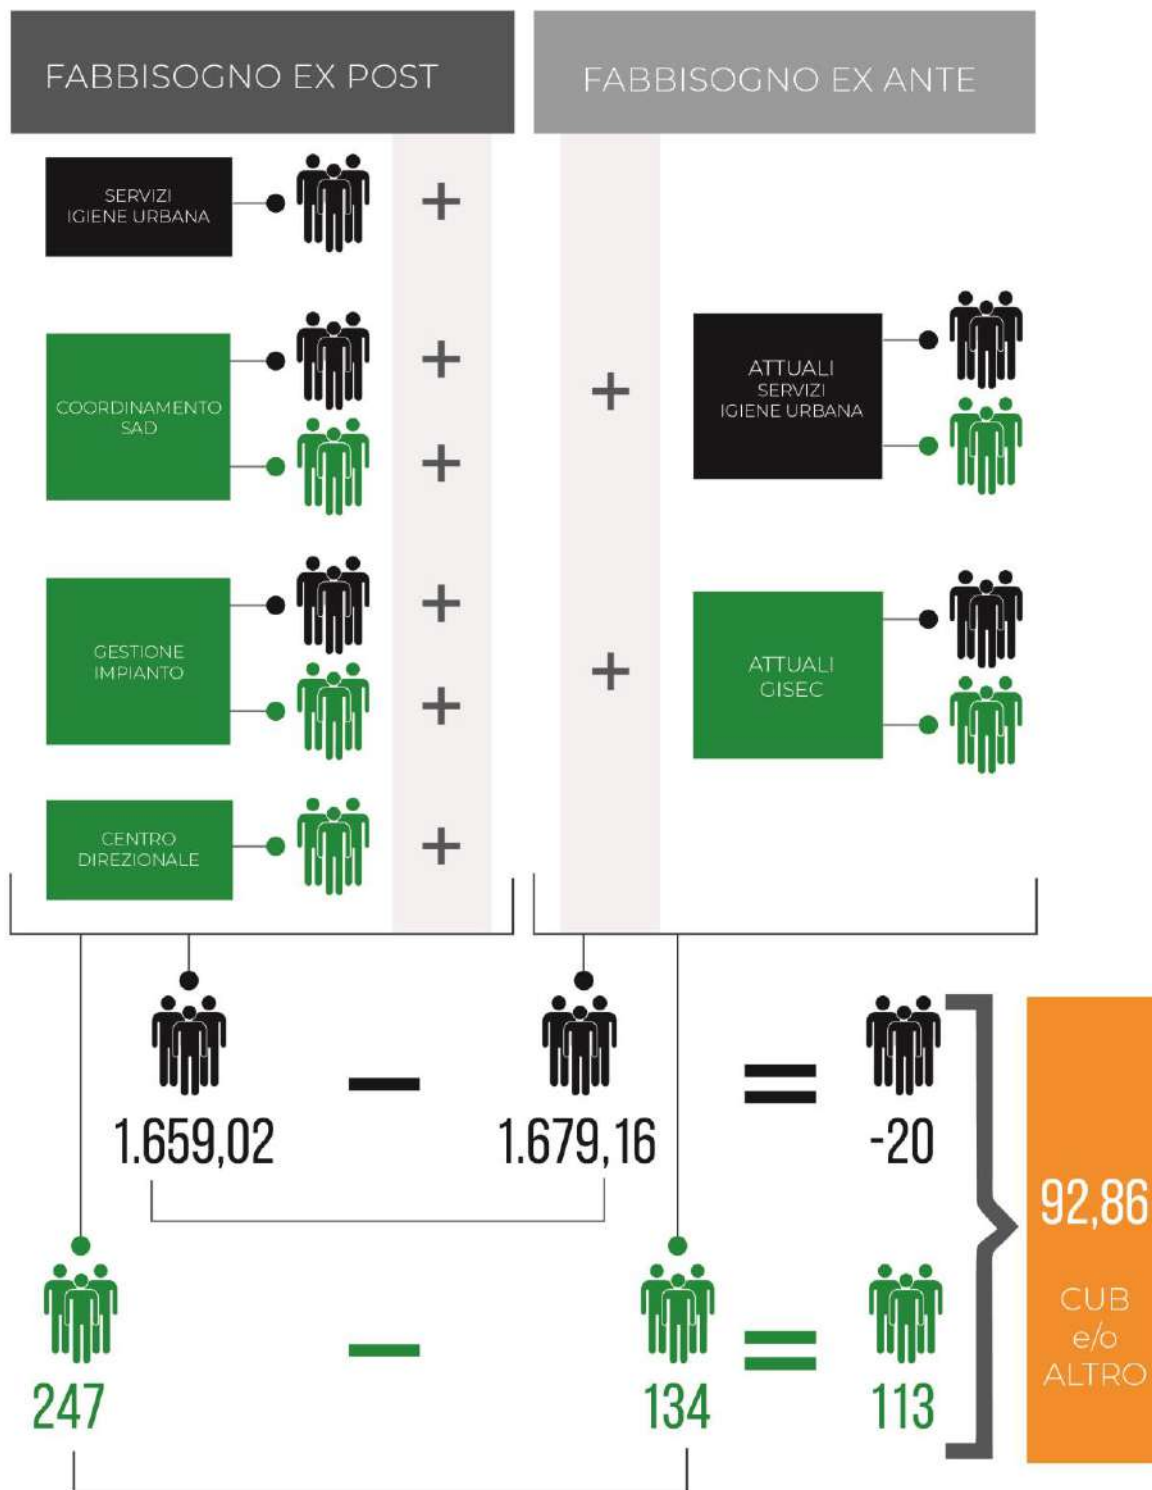 FABBISOGNO EX POST
FABBISOGNO EX ANTE
SERVIZI
IGIENE URBANA
+
COORDINAMENTO
SAD
+
+
+
ATTUALI
SERVIZI
IGIENE URBANA
GESTIONE
IMPIANTO
+
+
+
ATTUALI
GISEC
CENTRO
DIREZIONALE
+
1.659,02
–
1.679,16
=
-20
247
–
134
=
113
92,86
CUB
e/o
ALTRO